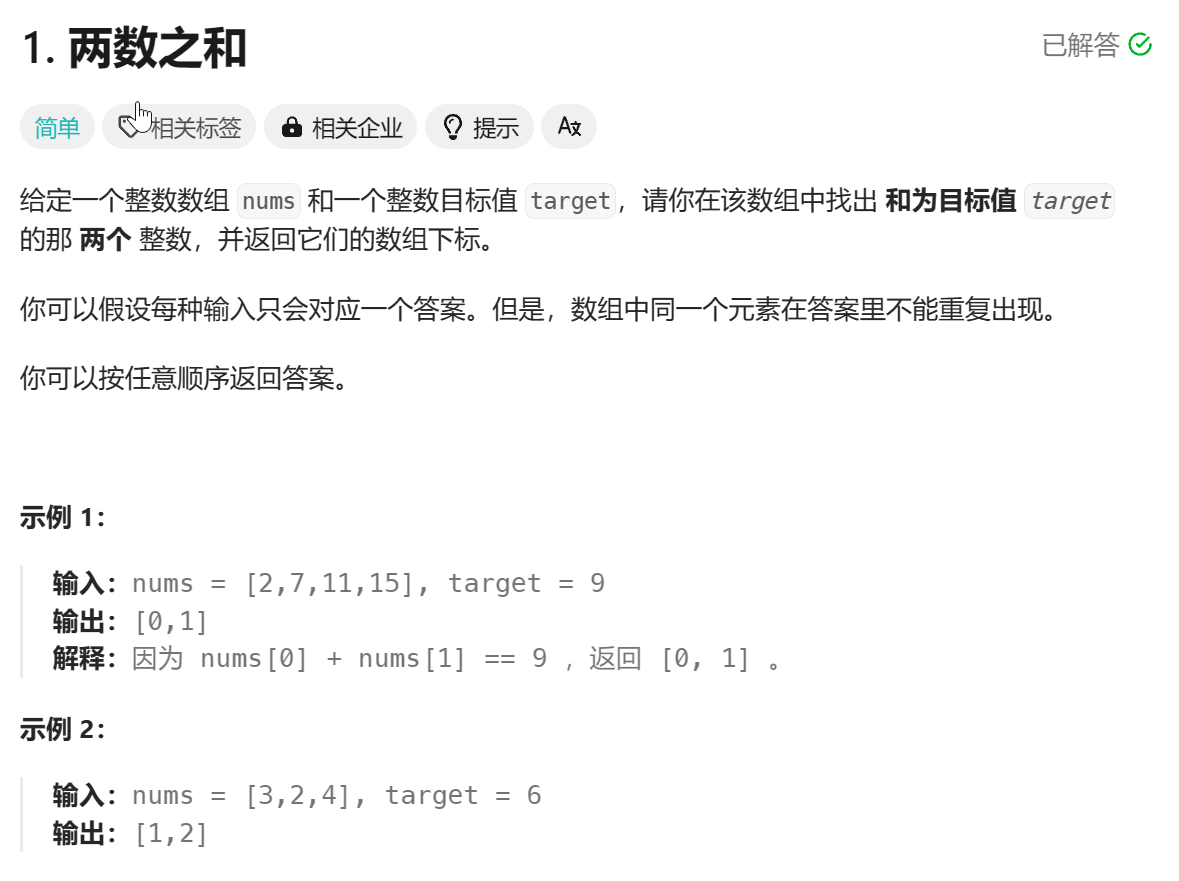 1. 两数之和
已解答
简单 相关标签 相关企业 提示 A文
给定一个整数数组 nums 和一个整数目标值 target，请你在该数组中找出 和为目标值 target
的那 两个 整数，并返回它们的数组下标。
你可以假设每种输入只会对应一个答案。但是，数组中同一个元素在答案里不能重复出现。
你可以按任意顺序返回答案。
示例 1：
输入：nums = [2,7,11,15], target = 9
输出：[0,1]
解释：因为 nums[0] + nums[1] == 9 ，返回 [0, 1] 。
示例 2：
输入：nums = [3,2,4], target = 6
输出：[1,2]